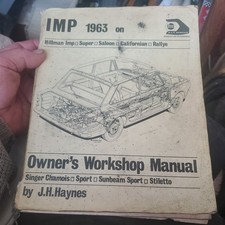 IMP 1963 on
Hillman Imp □ Super □ Saloon □ Californian □ Rallye
Owner's Workshop Manual
Singer Chamois □ Sport □ Sunbeam Sport □ Stiletto
by J.H.Haynes